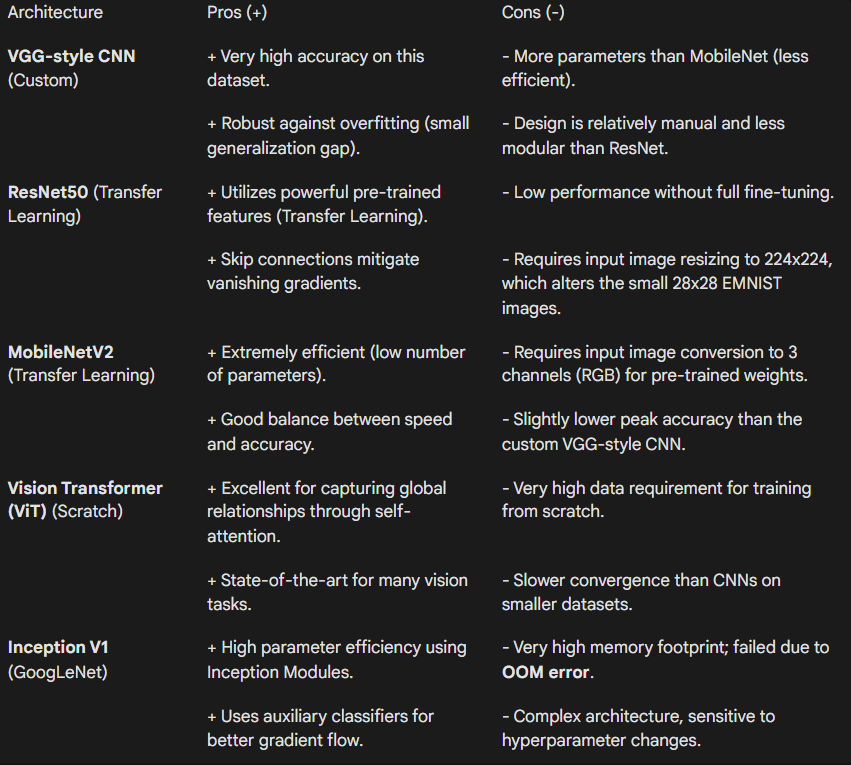 Architecture Pros (+) Cons (-)
VGG-style CNN + Very high accuracy on this - More parameters than MobileNet (less
(Custom) dataset. efficient).
+ Robust against overfitting (small - Design is relatively manual and less
generalization gap). modular than ResNet.
ResNet50 (Transfer + Utilizes powerful pre-trained - Low performance without full fine-tuning.
Learning) features (Transfer Learning).
+ Skip connections mitigate - Requires input image resizing to 224x224,
vanishing gradients. which alters the small 28x28 EMNIST
images.
MobileNetV2 + Extremely efficient (low number - Requires input image conversion to 3
(Transfer Learning) of parameters). channels (RGB) for pre-trained weights.
+ Good balance between speed - Slightly lower peak accuracy than the
and accuracy. custom VGG-style CNN.
Vision Transformer + Excellent for capturing global - Very high data requirement for training
(ViT) (Scratch) relationships through self- from scratch.
attention.
+ State-of-the-art for many vision - Slower convergence than CNNs on
tasks. smaller datasets.
Inception V1 + High parameter efficiency using - Very high memory footprint; failed due to
(GoogLeNet) Inception Modules. OOM error.
+ Uses auxiliary classifiers for - Complex architecture, sensitive to
better gradient flow. hyperparameter changes.